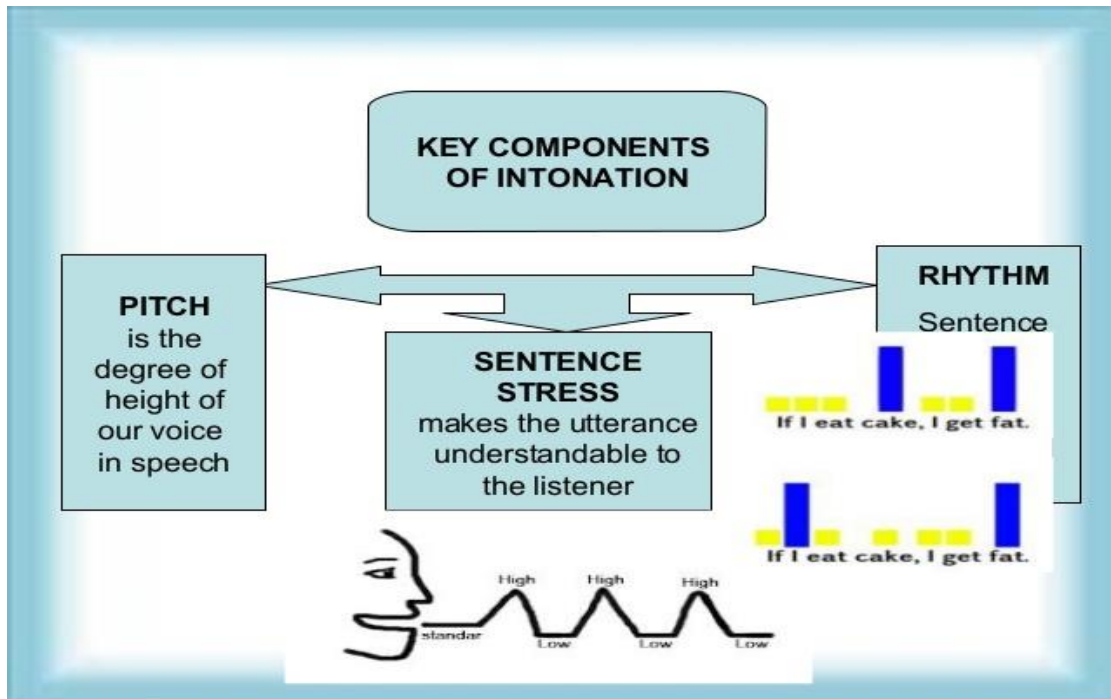 KEY COMPONENTS
OF INTONATION
PITCH
is the
degree of
height of
our voice
in speech
SENTENCE
STRESS
makes the utterance
understandable to
the listener
RHYTHM
Sentence
If I eat cake, I get fat.
If I eat cake, I get fat.
High
High
High
standar
Low
Low
Low